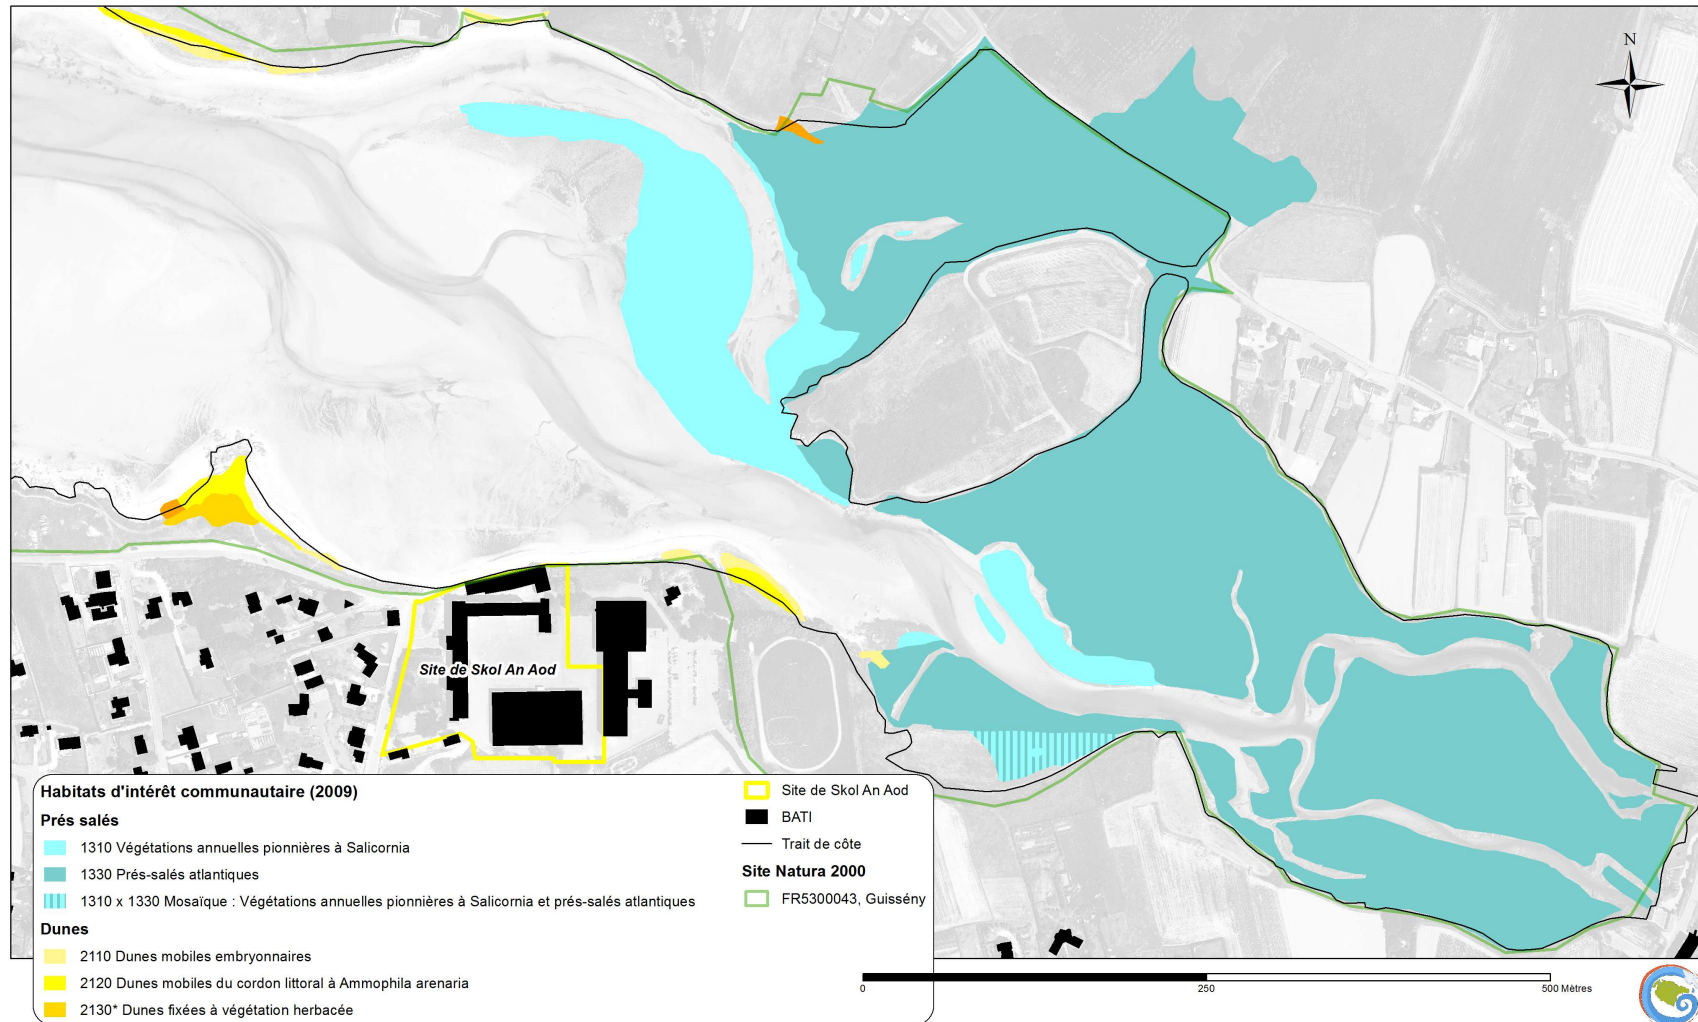 N
Site de Skol An Aod
Habitats d'intérêt communautaire (2009)
Prés salés
1310 Végétations annuelles pionnières à Salicornia
1330 Prés-salés atlantiques
1310 x 1330 Mosaïque : Végétations annuelles pionnières à Salicornia et prés-salés atlantiques
Dunes
2110 Dunes mobiles embryonnaires
2120 Dunes mobiles du cordon littoral à Ammophila arenaria
2130* Dunes fixées à végétation herbacée
Site de Skol An Aod
BATI
Trait de côte
Site Natura 2000
FR5300043, Guissény
0 250 500 Mètres